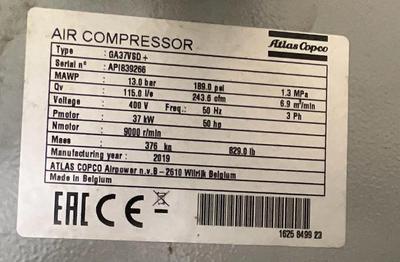 AIR COMPRESSOR
Atlas Copco
Type : GA37VSD+
Serial n° : API839266
MAWP 13.0 bar 189.0 psi 1.3 MPa
Qv 115.0 l/s 243.6 cfm 6.9 m³/min
Voltage 400 V Freq.: 50 Hz 3 Ph
Pmotor 37 kW 50 hp
Nmotor 9000 r/min
Mass 376 kg 829.0 lb
Manufacturing year : 2019
ATLAS COPCO Airpower n.v.B - 2610 Wilrijk Belgium
Made in Belgium
EAC CE
1625 8499 23